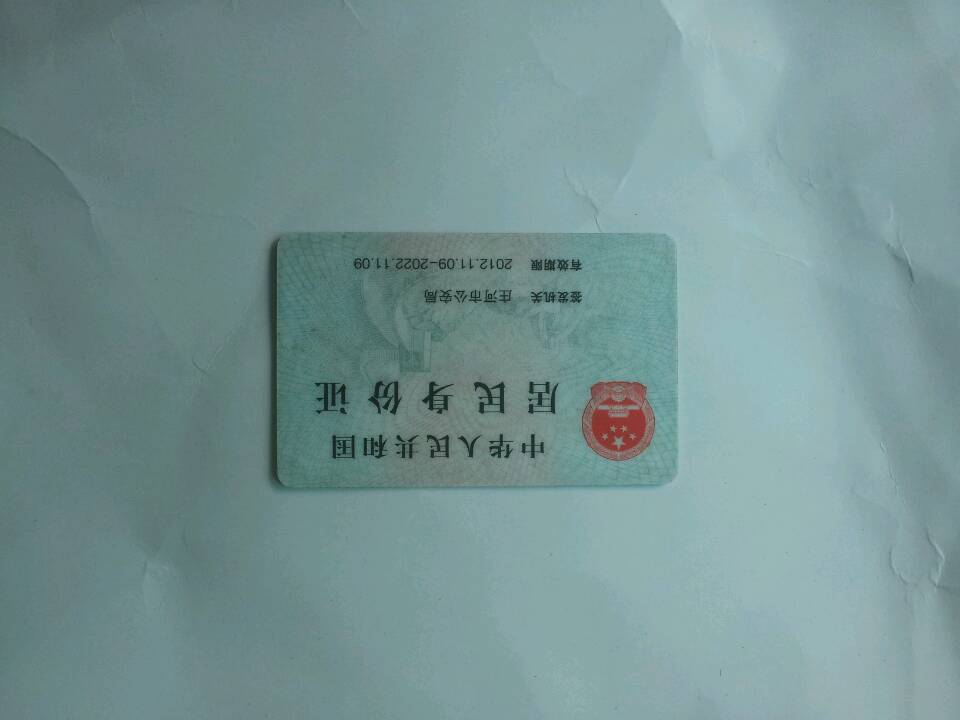 中华人民共和国
居民身份证
签发机关 庄河市公安局
有效期限 2012.11.09-2022.11.09